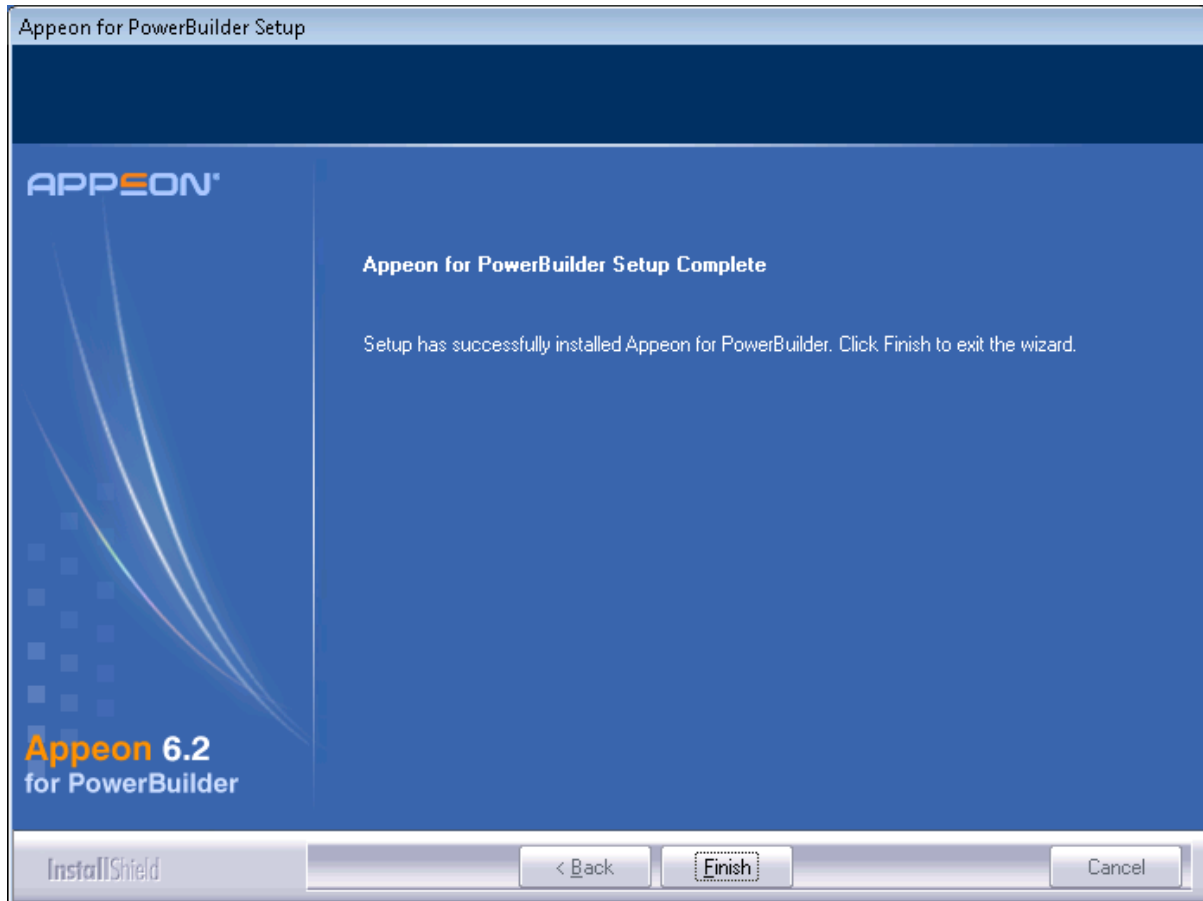 Appeon for PowerBuilder Setup
APPEON
Appeon for PowerBuilder Setup Complete
Setup has successfully installed Appeon for PowerBuilder. Click Finish to exit the wizard.
Appeon 6.2
for PowerBuilder
InstallShield
< Back
Finish
Cancel